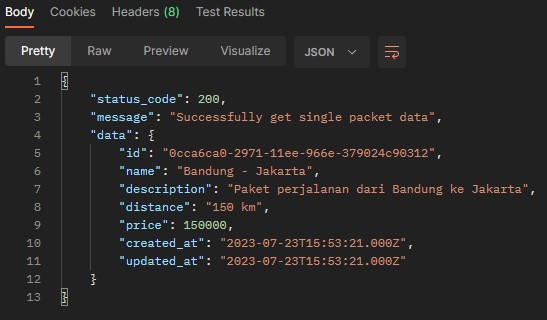 Body Cookies Headers (8) Test Results
Pretty Raw Preview Visualize JSON
1 {
2 "status_code": 200,
3 "message": "Successfully get single packet data",
4 "data": {
5 "id": "0cca6ca0-2971-11ee-966e-379024c90312",
6 "name": "Bandung - Jakarta",
7 "description": "Paket perjalanan dari Bandung ke Jakarta",
8 "distance": "150 km",
9 "price": 150000,
10 "created_at": "2023-07-23T15:53:21.000Z",
11 "updated_at": "2023-07-23T15:53:21.000Z"
12 }
13 }